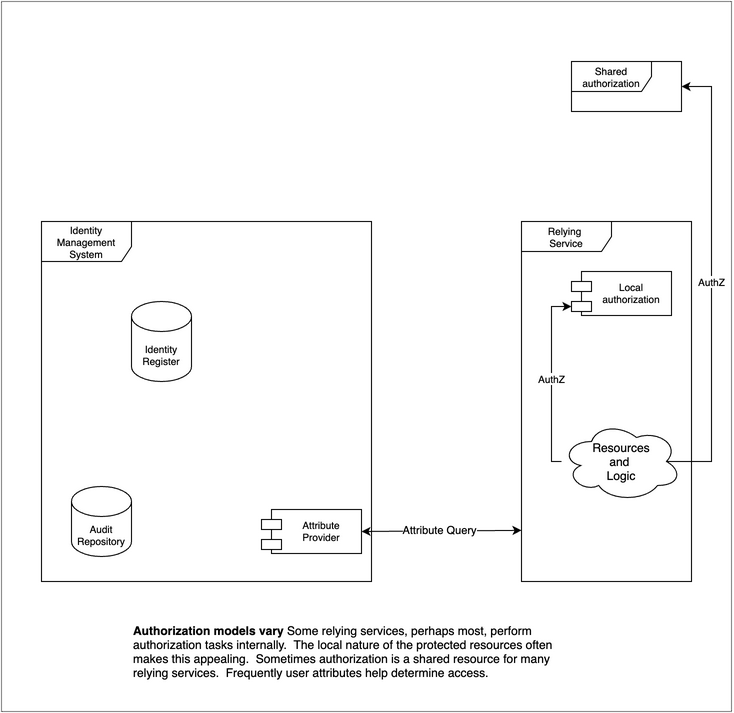 Shared
authorization
Identity
Management
System
Relying
Service
Local
authorization
AuthZ
Identity
Register
AuthZ
Resources
and
Logic
Audit
Repository
Attribute
Provider
Attribute Query
Authorization models vary Some relying services, perhaps most, perform
authorization tasks internally.  The local nature of the protected resources often
makes this appealing.  Sometimes authorization is a shared resource for many
relying services.  Frequently user attributes help determine access.